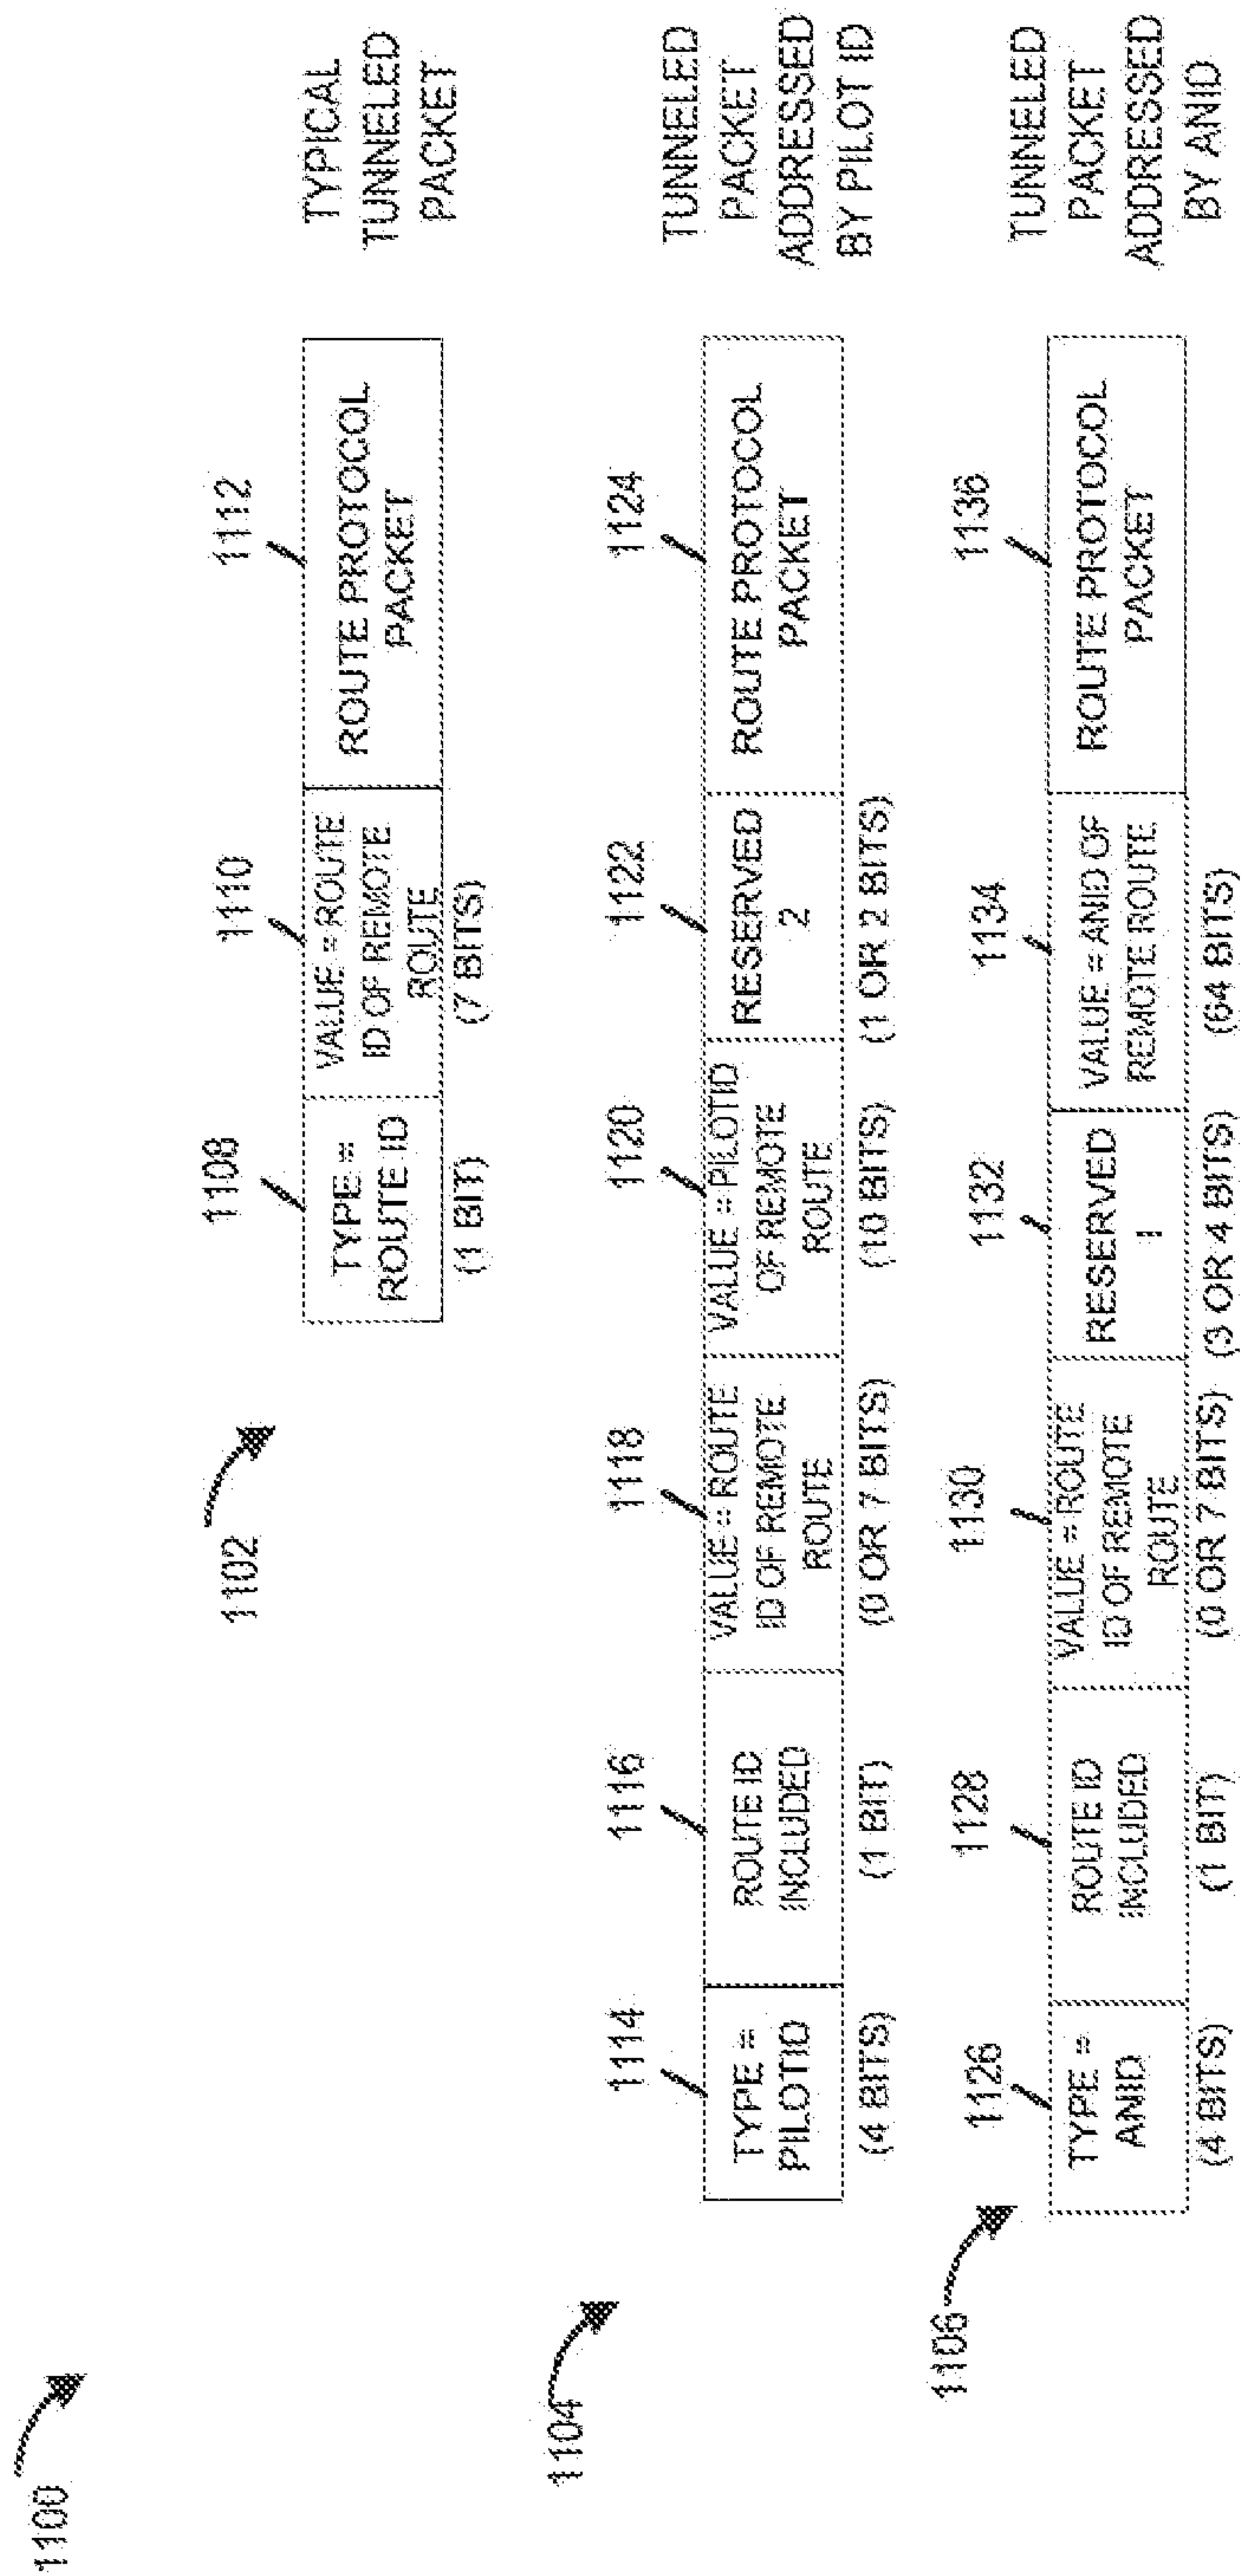 1100
1102
1108
1110
1112
TYPE =
ROUTE ID
(1 BIT)
VALUE = ROUTE
ID OF REMOTE
ROUTE
(7 BITS)
ROUTE PROTOCOL
PACKET
TYPICAL
TUNNELED
PACKET
1104
1114
1116
1118
1120
1122
1124
TYPE =
PILOTID
(4 BITS)
ROUTE ID
INCLUDED
(1 BIT)
VALUE = ROUTE
ID OF REMOTE
ROUTE
(0 OR 7 BITS)
VALUE = PILOTID
OF REMOTE
ROUTE
(10 BITS)
RESERVED
2
(1 OR 2 BITS)
ROUTE PROTOCOL
PACKET
TUNNELED
PACKET
ADDRESSED
BY PILOT ID
1106
1126
1128
1130
1132
1134
1136
TYPE =
ANID
(4 BITS)
ROUTE ID
INCLUDED
(1 BIT)
VALUE = ROUTE
ID OF REMOTE
ROUTE
(0 OR 7 BITS)
RESERVED
1
(3 OR 4 BITS)
VALUE = ANID OF
REMOTE ROUTE
(64 BITS)
ROUTE PROTOCOL
PACKET
TUNNELED
PACKET
ADDRESSED
BY ANID